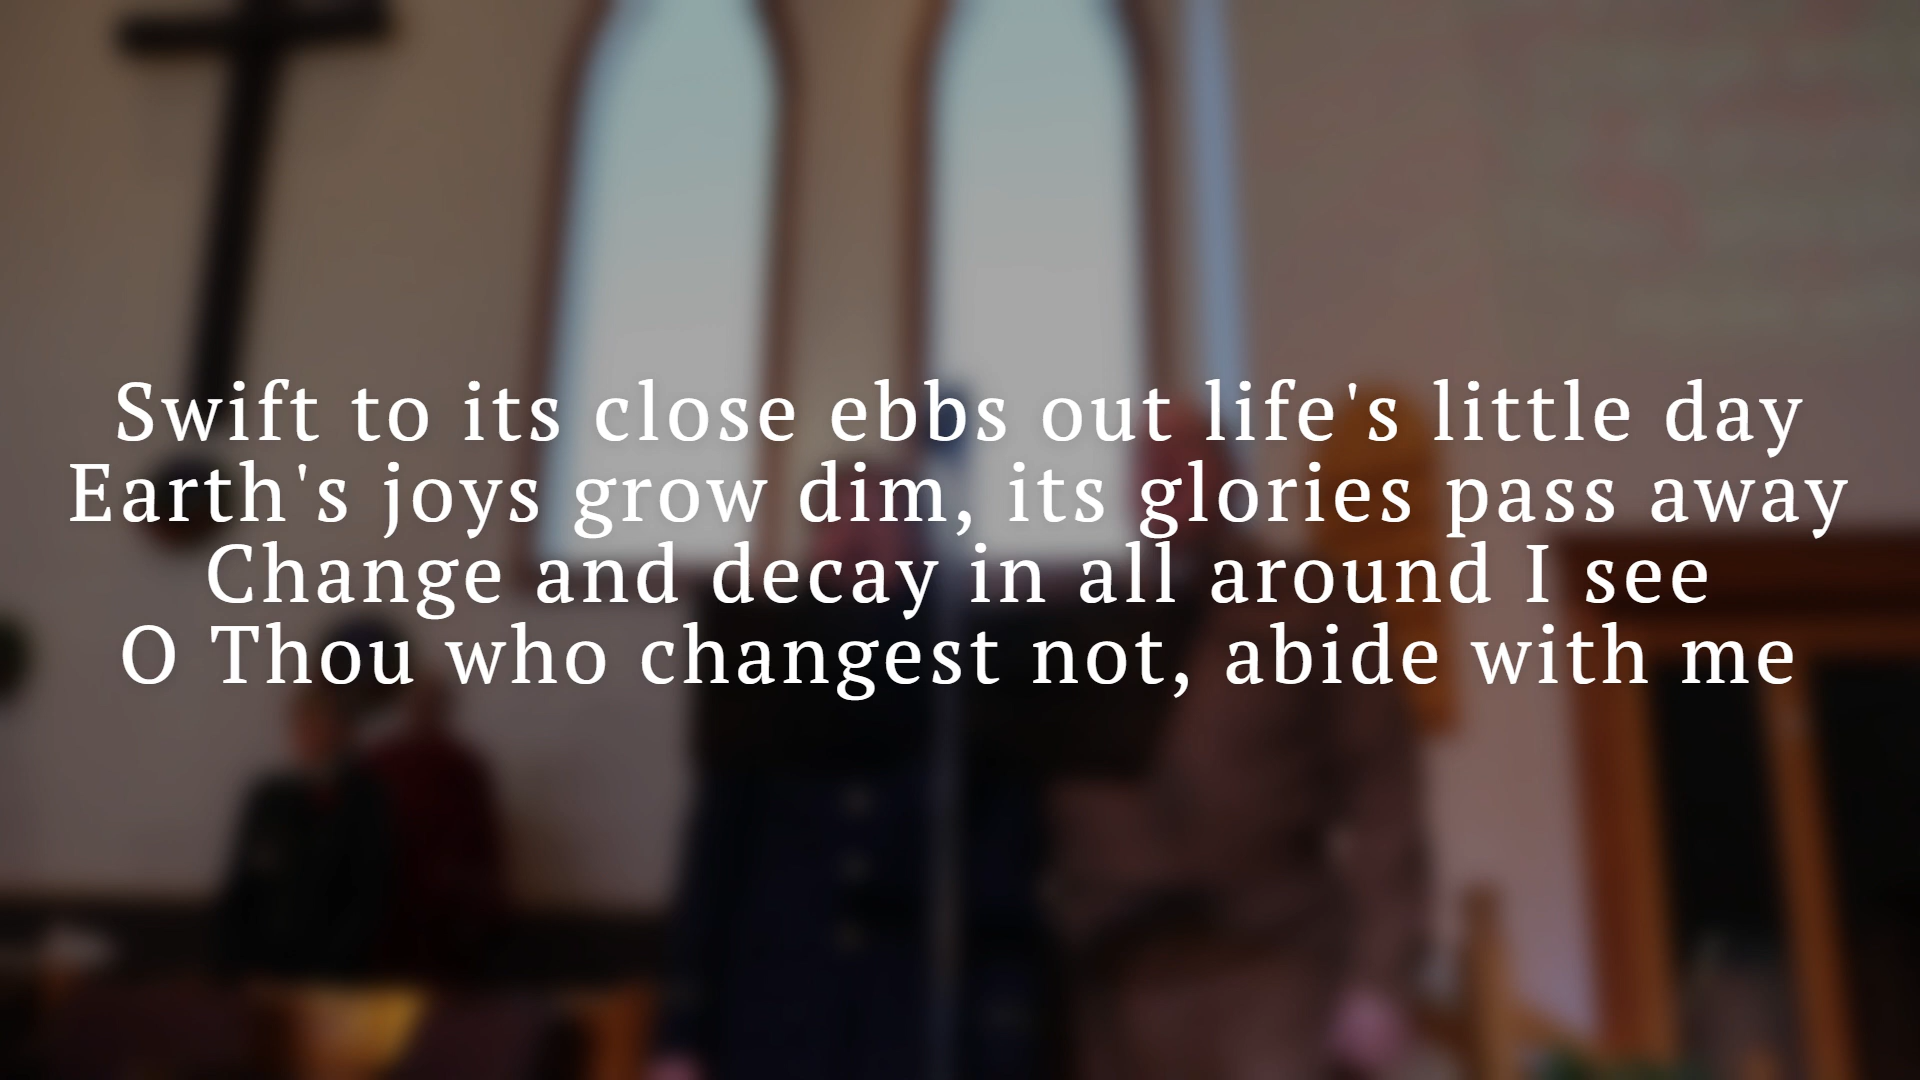 Swift to its close ebbs out life's little day
Earth's joys grow dim, its glories pass away
Change and decay in all around I see
O Thou who changest not, abide with me